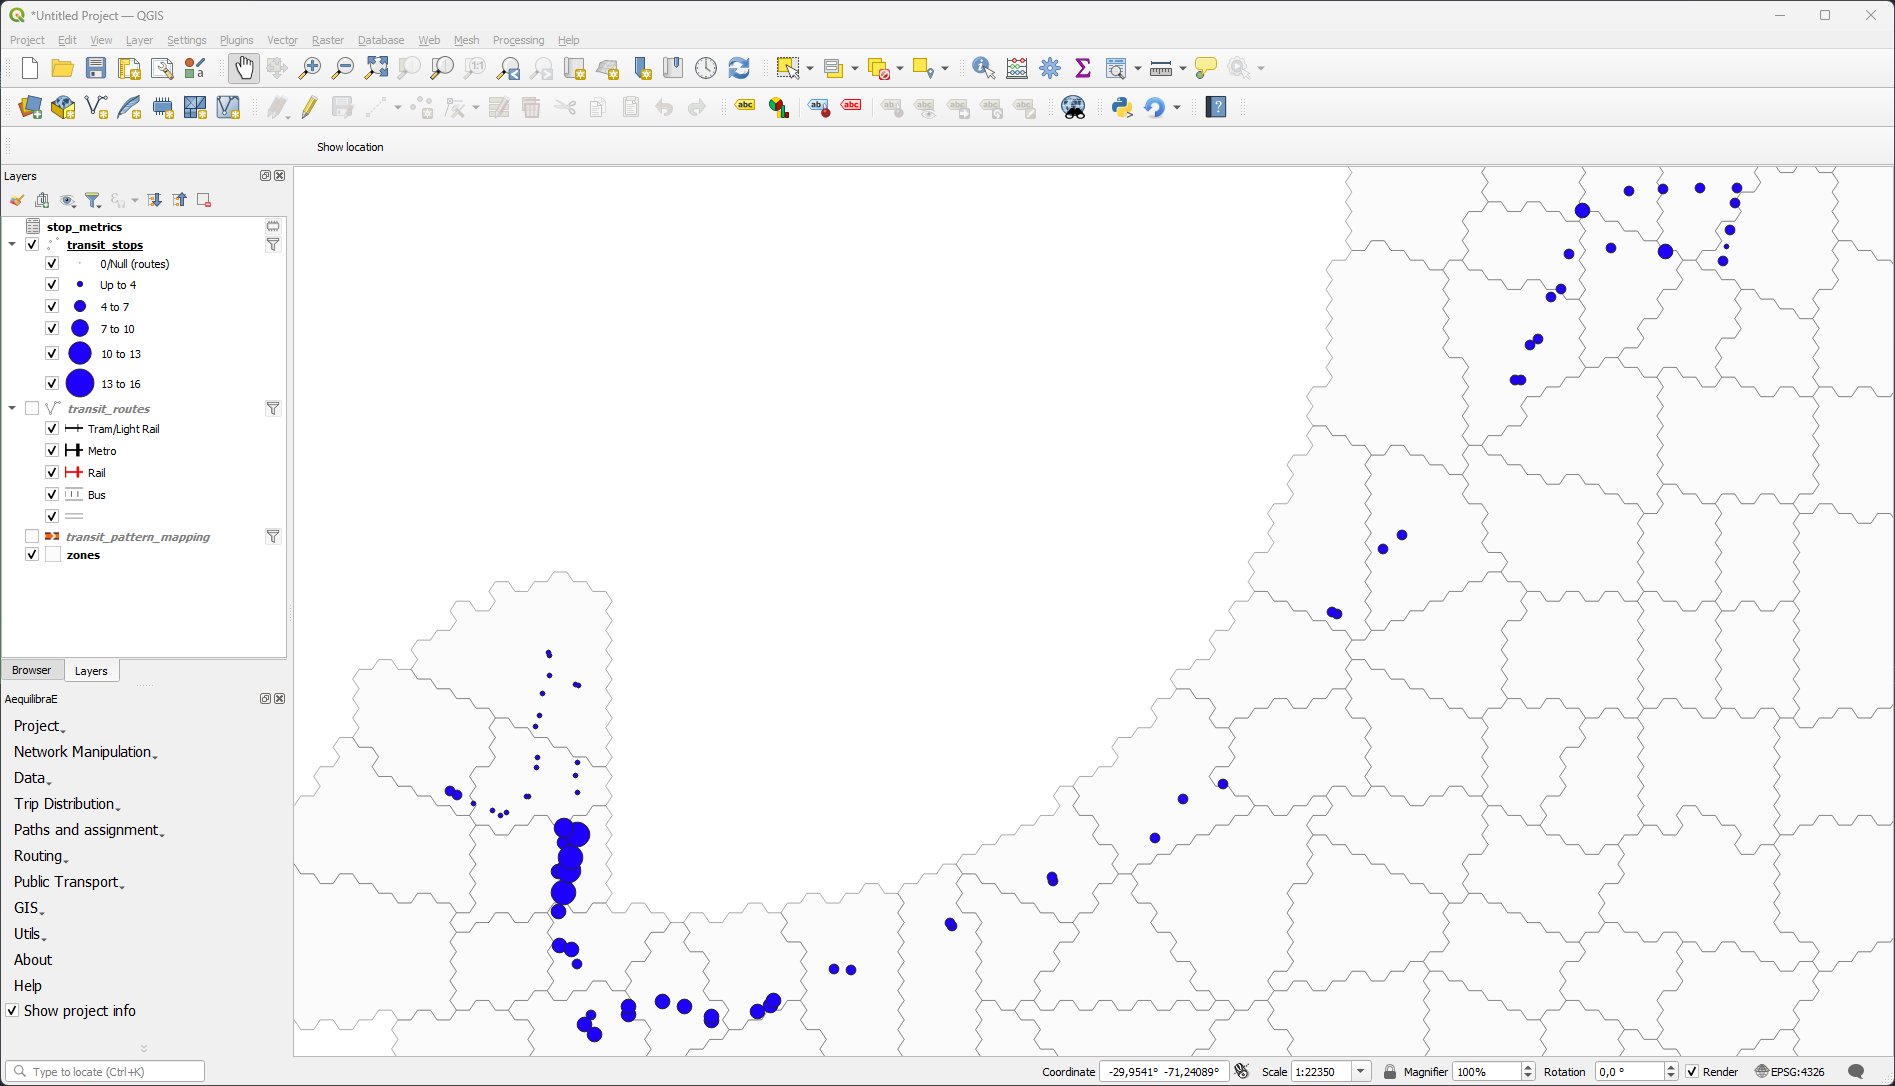 *Untitled Project — QGIS
Project Edit View Layer Settings Plugins Vector Raster Database Web Mesh Processing Help
abc abc abc
Show location
Layers
stop_metrics
transit_stops
0/Null (routes)
Up to 4
4 to 7
7 to 10
10 to 13
13 to 16
transit_routes
Tram/Light Rail
Metro
Rail
Bus
transit_pattern_mapping
zones
Browser Layers
AequilibraE
Project
Network Manipulation
Data
Trip Distribution
Paths and assignment
Routing
Public Transport
GIS
Utils
About
Help
Show project info
Type to locate (Ctrl+K) Coordinate -29,9541° -71,24089° Scale 1:22350 Magnifier 100% Rotation 0,0 ° Render EPSG:4326